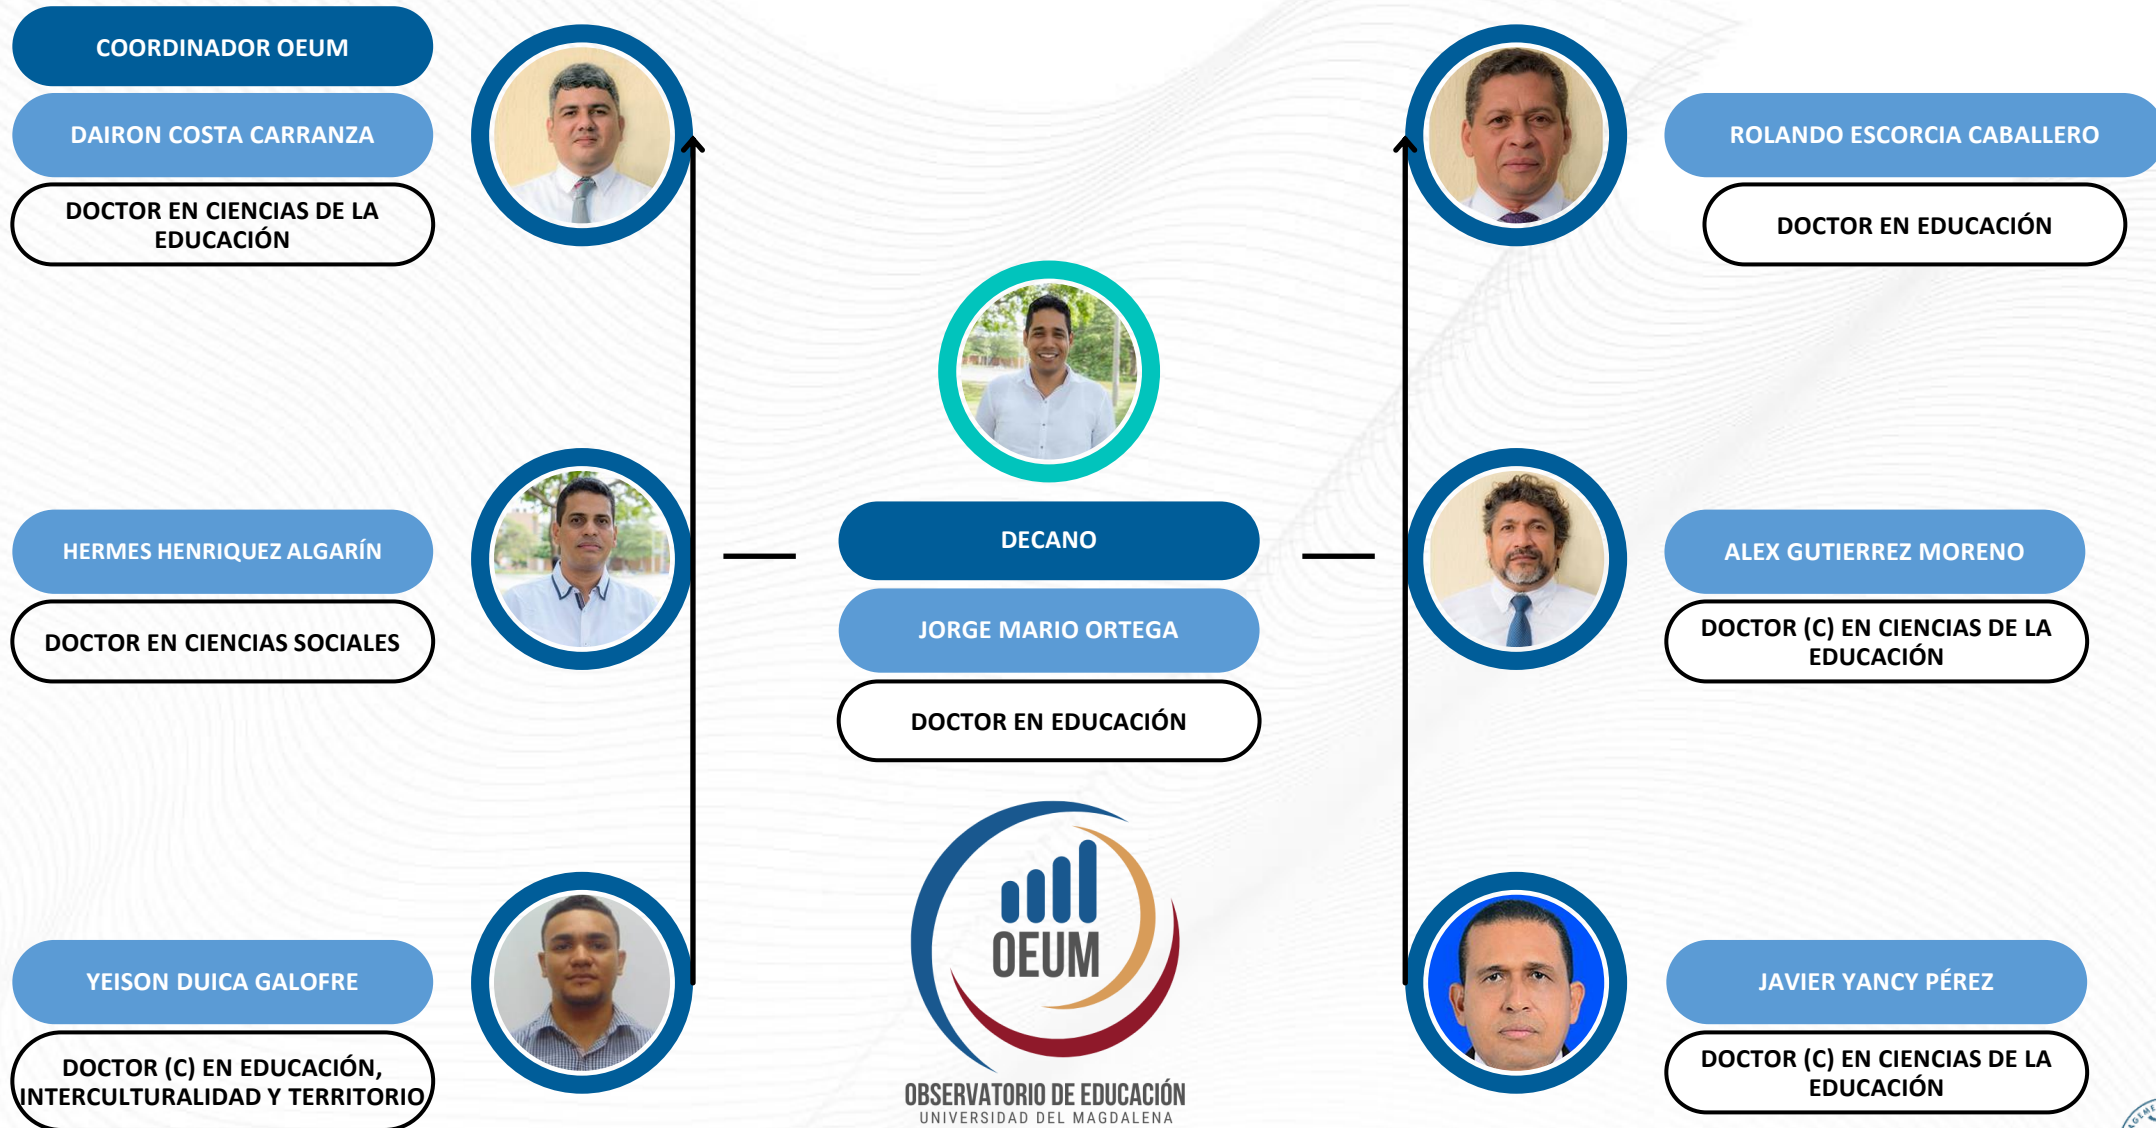 COORDINADOR OEUM
DAIRON COSTA CARRANZA
DOCTOR EN CIENCIAS DE LA
EDUCACIÓN
HERMES HENRIQUEZ ALGARÍN
DOCTOR EN CIENCIAS SOCIALES
YEISON DUICA GALOFRE
DOCTOR (C) EN EDUCACIÓN,
INTERCULTURALIDAD Y TERRITORIO
DECANO
JORGE MARIO ORTEGA
DOCTOR EN EDUCACIÓN
OEUM
OBSERVATORIO DE EDUCACIÓN
UNIVERSIDAD DEL MAGDALENA
ROLANDO ESCORCIA CABALLERO
DOCTOR EN EDUCACIÓN
ALEX GUTIERREZ MORENO
DOCTOR (C) EN CIENCIAS DE LA
EDUCACIÓN
JAVIER YANCY PÉREZ
DOCTOR (C) EN CIENCIAS DE LA
EDUCACIÓN